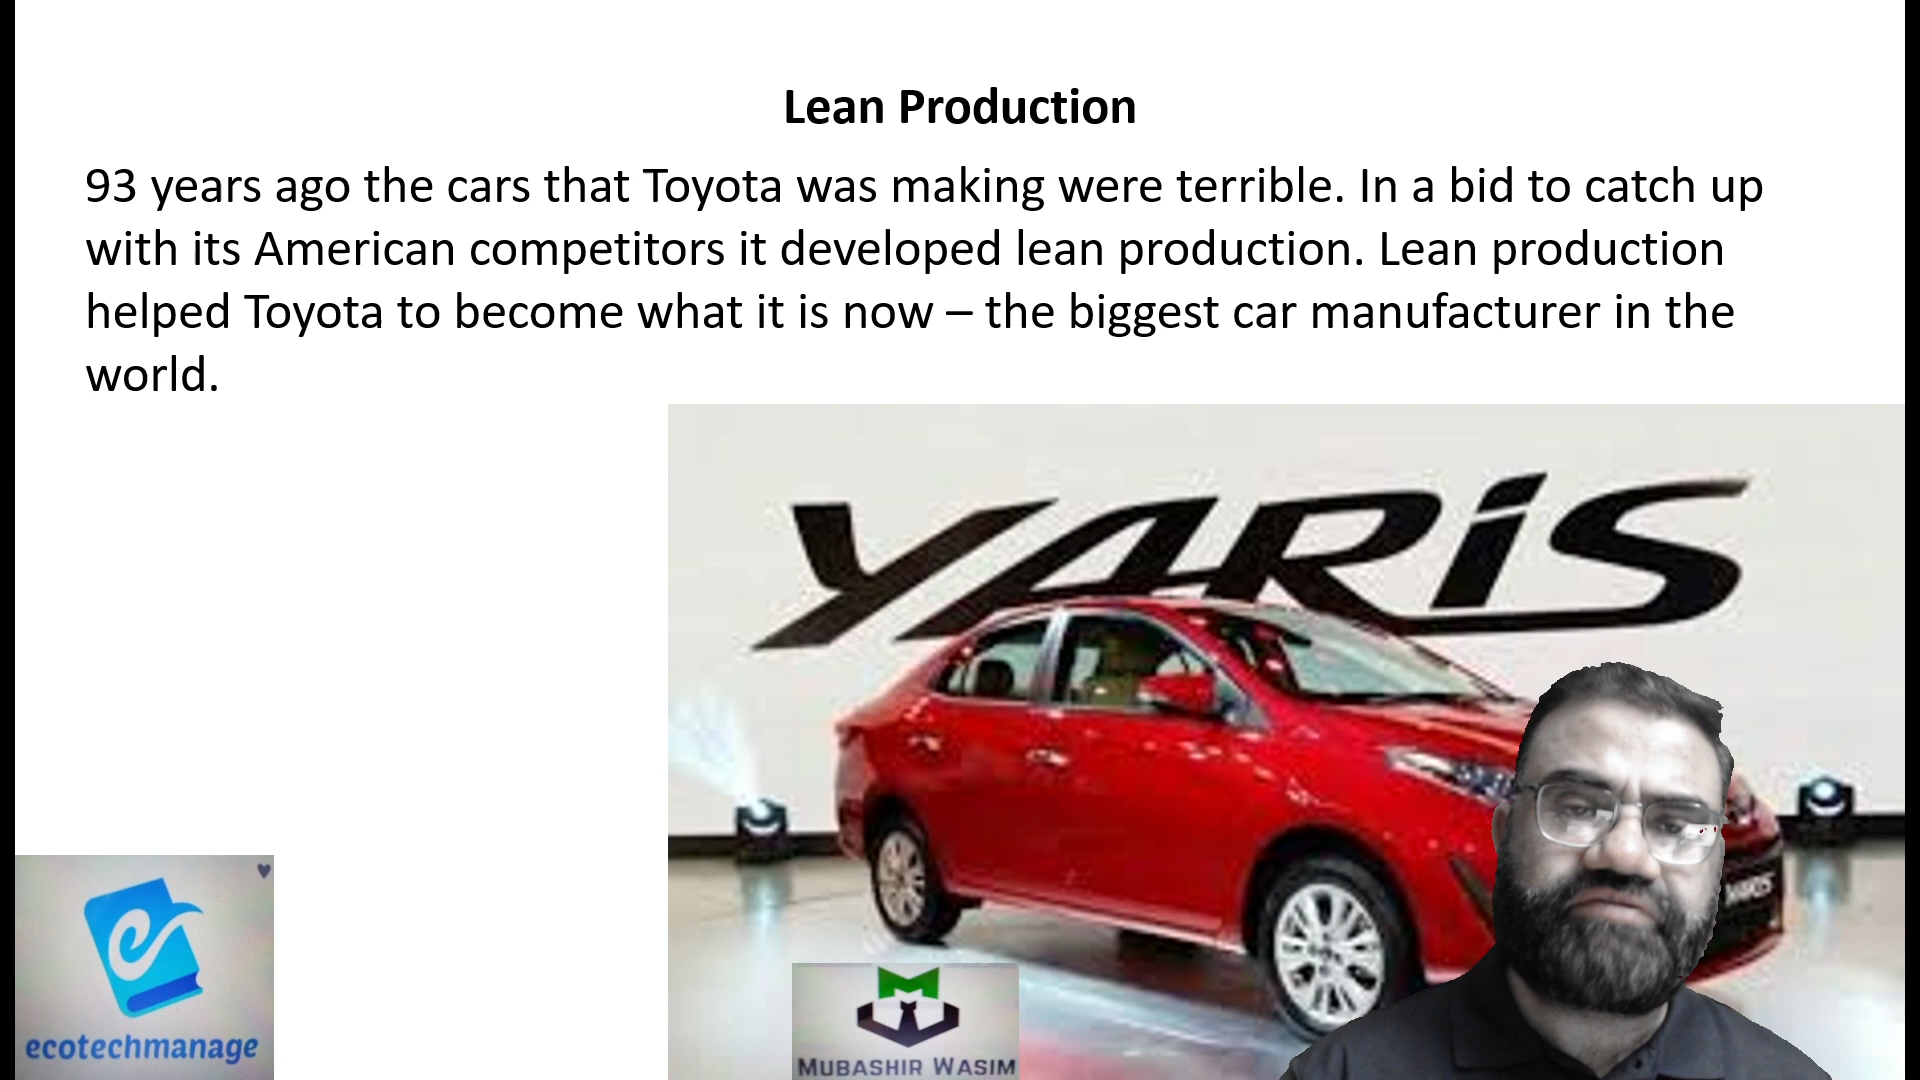 Lean Production
93 years ago the cars that Toyota was making were terrible. In a bid to catch up
with its American competitors it developed lean production. Lean production
helped Toyota to become what it is now – the biggest car manufacturer in the
world.
YARiS
YARIS
ecotechmanage
MUBASHIR WASIM